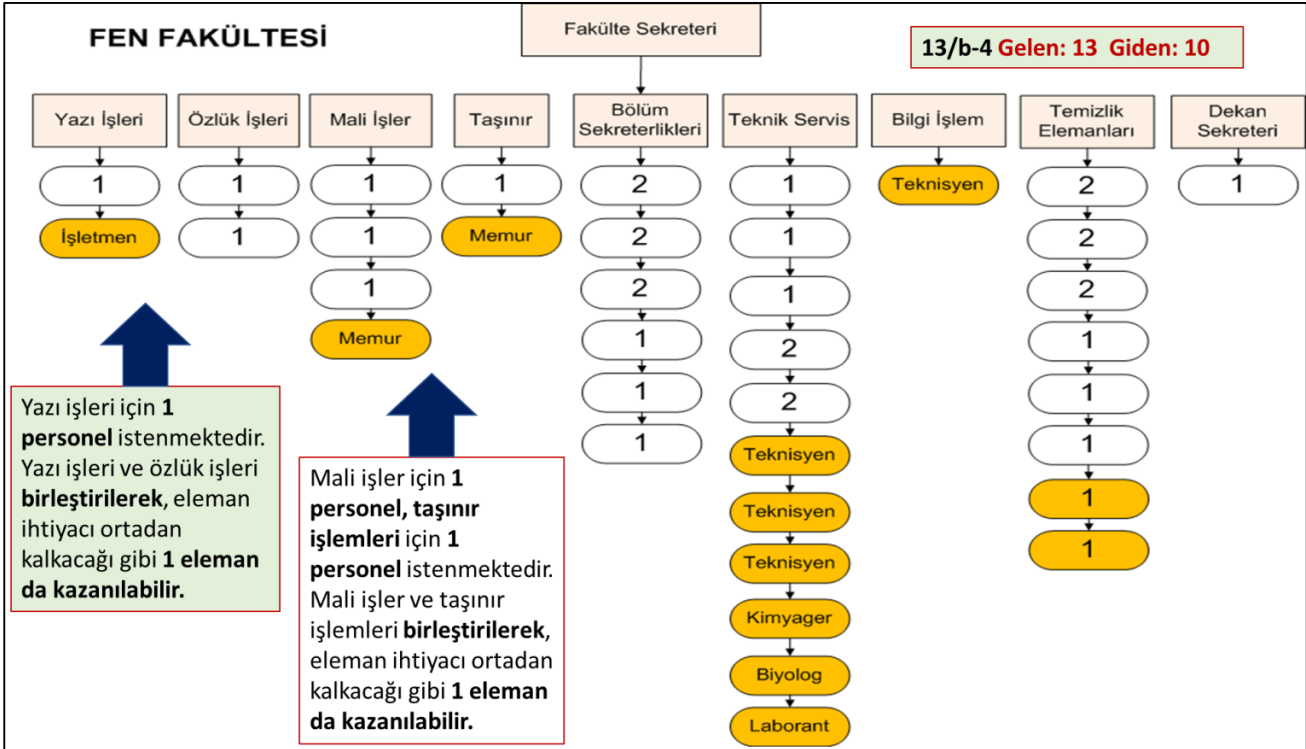 FEN FAKÜLTESİ
Fakülte Sekreteri
13/b-4 Gelen: 13 Giden: 10
Yazı İşleri
Özlük İşleri
Mali İşler
Taşınır
Bölüm
Sekreterlikleri
Teknik Servis
Bilgi İşlem
Temizlik
Elemanları
Dekan
Sekreteri
1
İşletmen
1
1
1
1
1
Memur
1
Memur
2
2
2
1
1
1
1
1
1
2
2
Teknisyen
Teknisyen
Teknisyen
Kimyager
Biyolog
Laborant
Teknisyen
2
2
2
1
1
1
1
1
1
Yazı işleri için 1
personel istenmektedir.
Yazı işleri ve özlük işleri
birleştirilerek, eleman
ihtiyacı ortadan
kalkacağı gibi 1 eleman
da kazanılabilir.
Mali işler için 1
personel, taşınır
işlemleri için 1
personel istenmektedir.
Mali işler ve taşınır
işlemleri birleştirilerek,
eleman ihtiyacı ortadan
kalkacağı gibi 1 eleman
da kazanılabilir.